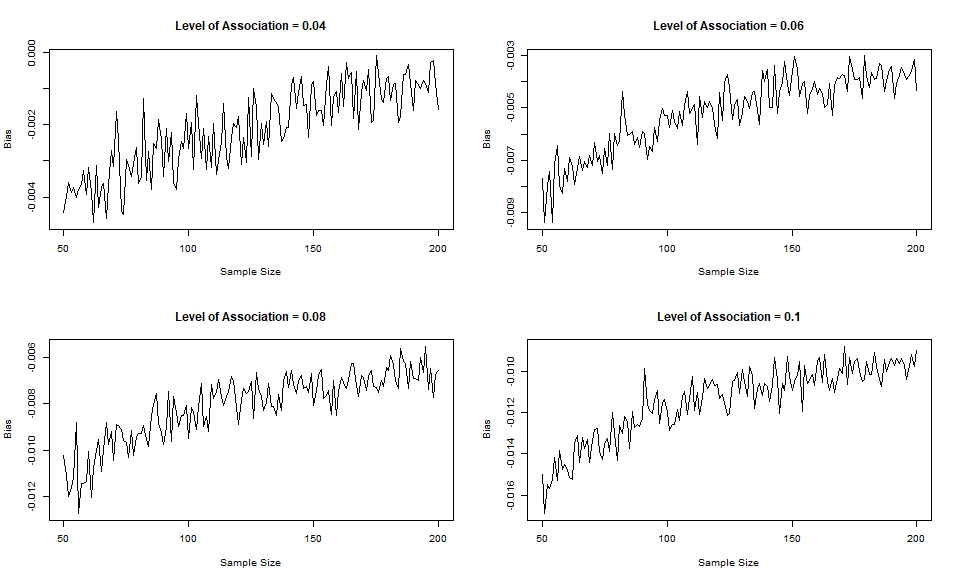 Level of Association = 0.04
Bias
0.000
-0.002
-0.004
50 100 150 200
Sample Size
Level of Association = 0.06
Bias
-0.003
-0.005
-0.007
-0.009
50 100 150 200
Sample Size
Level of Association = 0.08
Bias
-0.006
-0.008
-0.010
-0.012
50 100 150 200
Sample Size
Level of Association = 0.1
Bias
-0.010
-0.012
-0.014
-0.016
50 100 150 200
Sample Size